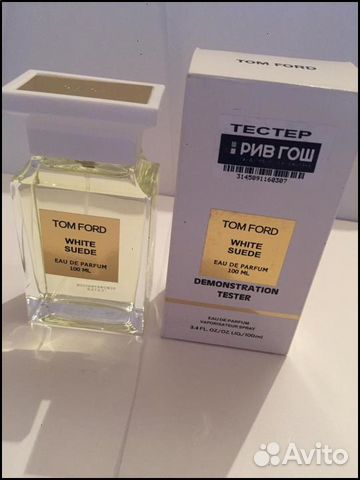 TOM FORD
WHITE
SUEDE
EAU DE PARFUM
100 ML
TOM FORD
ТЕСТЕР
РИВ ГОШ
3145891160307
TOM FORD
WHITE
SUEDE
EAU DE PARFUM
100 ML
DEMONSTRATION
TESTER
EAU DE PARFUM
VAPORISATEUR SPRAY
3.4 FL. OZ/OZ. LIQ./100ml
Avito